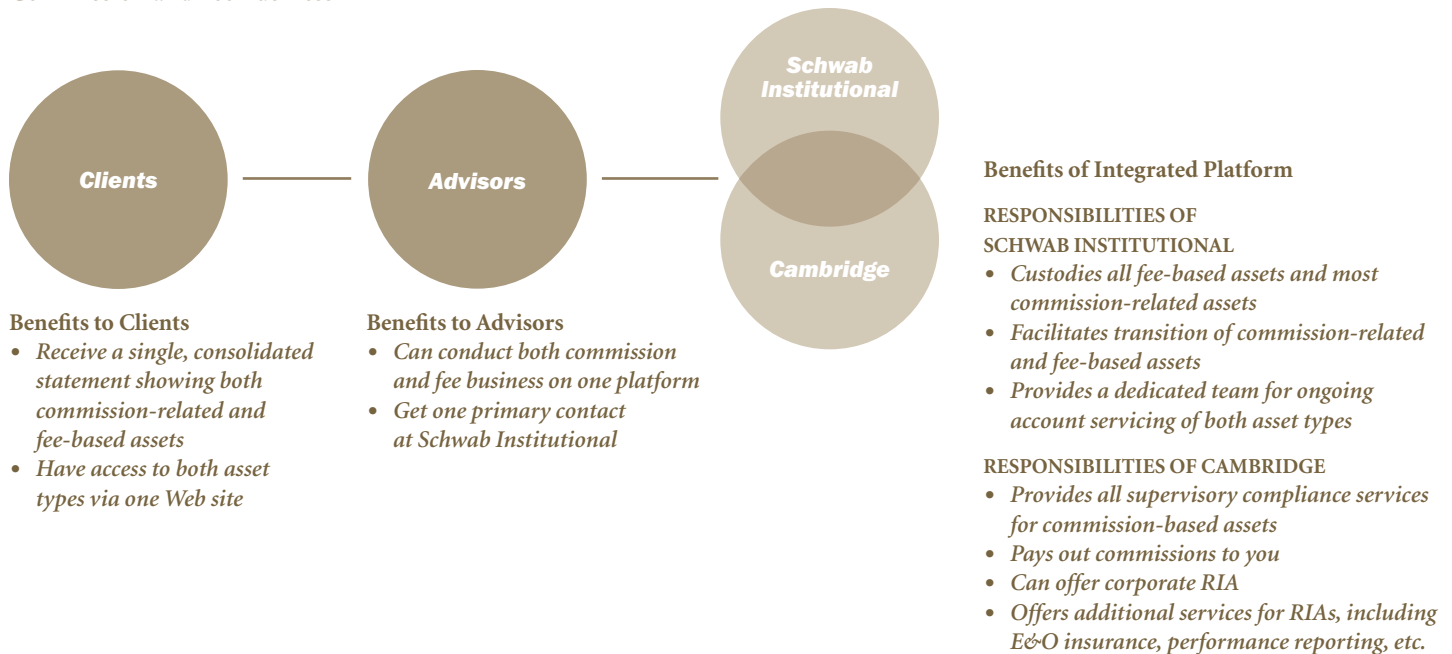 Clients
Advisors
Schwab
Institutional
Cambridge
Benefits to Clients
• Receive a single, consolidated
statement showing both
commission-related and
fee-based assets
• Have access to both asset
types via one Web site
Benefits to Advisors
• Can conduct both commission
and fee business on one platform
• Get one primary contact
at Schwab Institutional
Benefits of Integrated Platform
RESPONSIBILITIES OF
SCHWAB INSTITUTIONAL
• Custodies all fee-based assets and most
commission-related assets
• Facilitates transition of commission-related
and fee-based assets
• Provides a dedicated team for ongoing
account servicing of both asset types
RESPONSIBILITIES OF CAMBRIDGE
• Provides all supervisory compliance services
for commission-based assets
• Pays out commissions to you
• Can offer corporate RIA
• Offers additional services for RIAs, including
E&O insurance, performance reporting, etc.